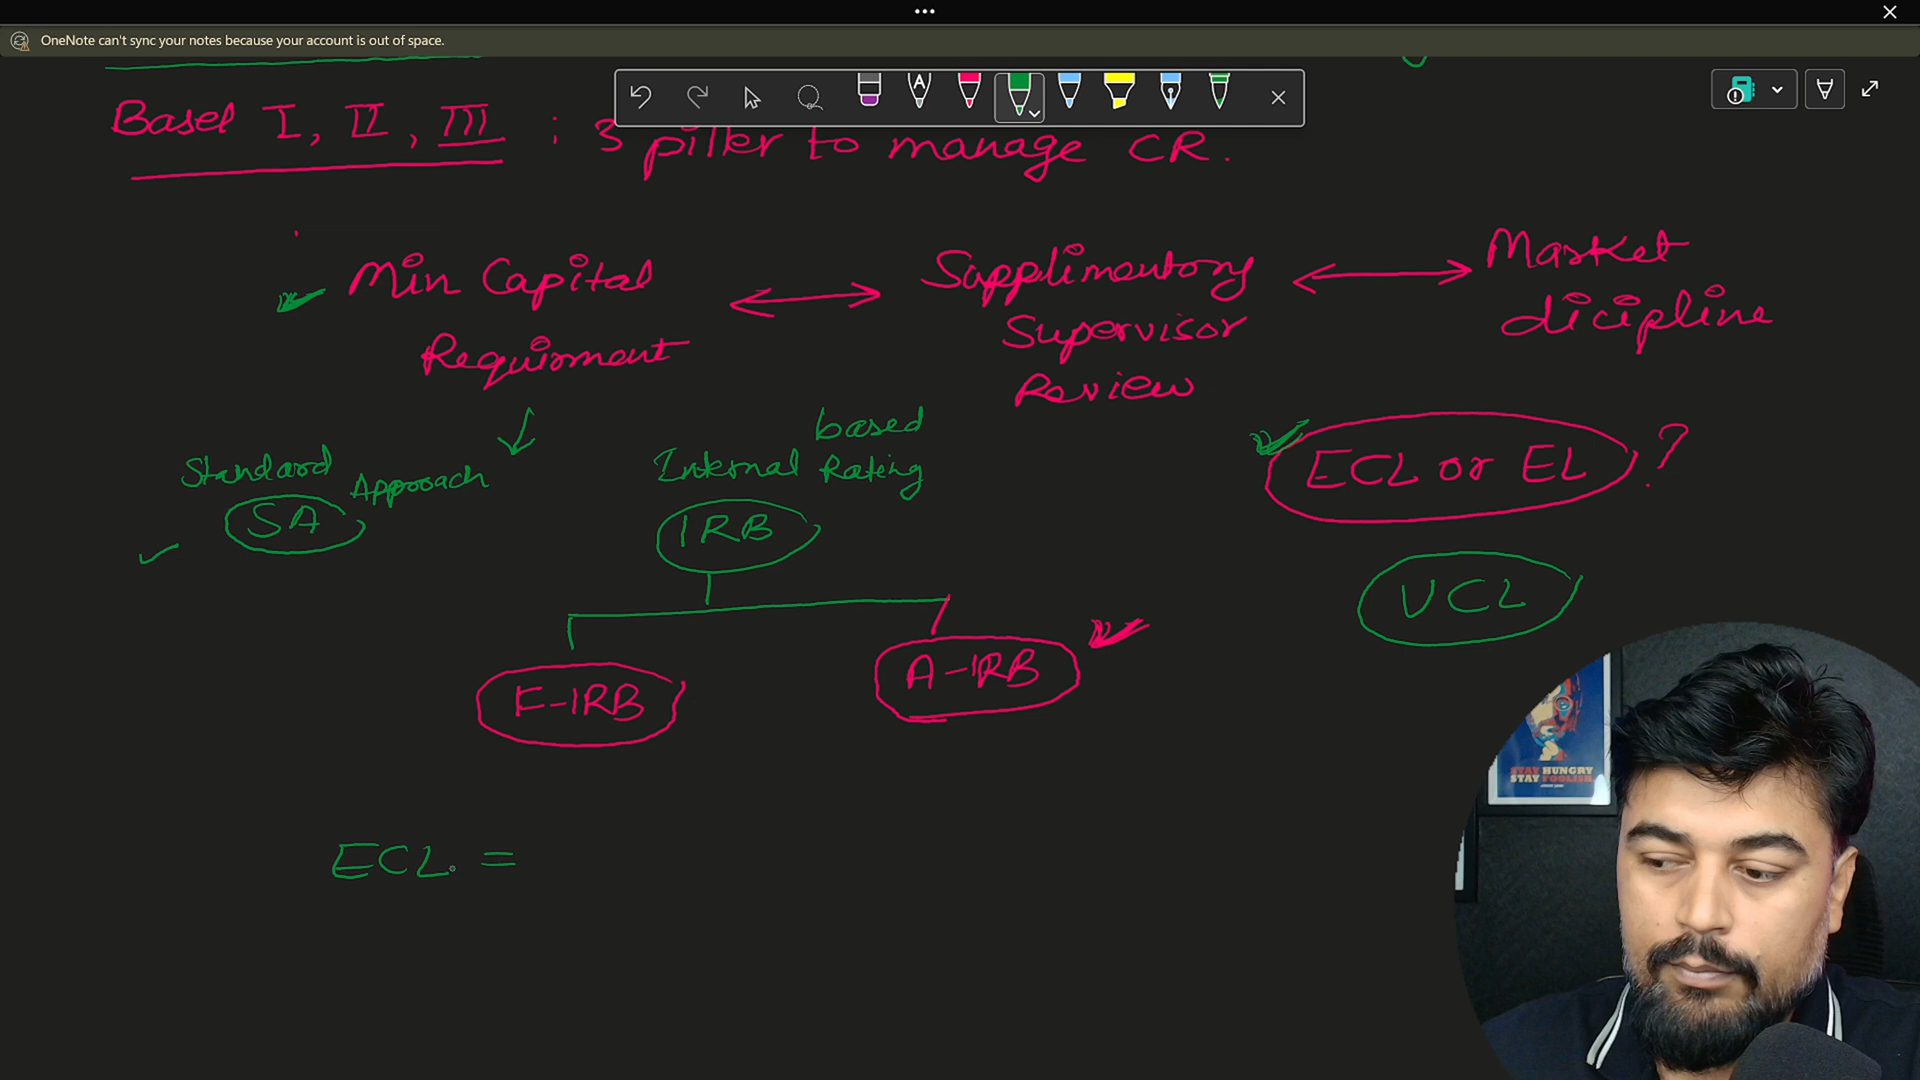 OneNote can't sync your notes because your account is out of space.
Basel I, II, III : 3 piller to manage CR.
Min Capital
Requirment
Supplimentory
Supervisor
Review
Market
dicipline
Standard
Approach
SA
based
Internal Rating
IRB
ECL or EL ?
UCL
F-IRB
A-IRB
STAY HUNGRY
STAY FOOLISH
ECL =